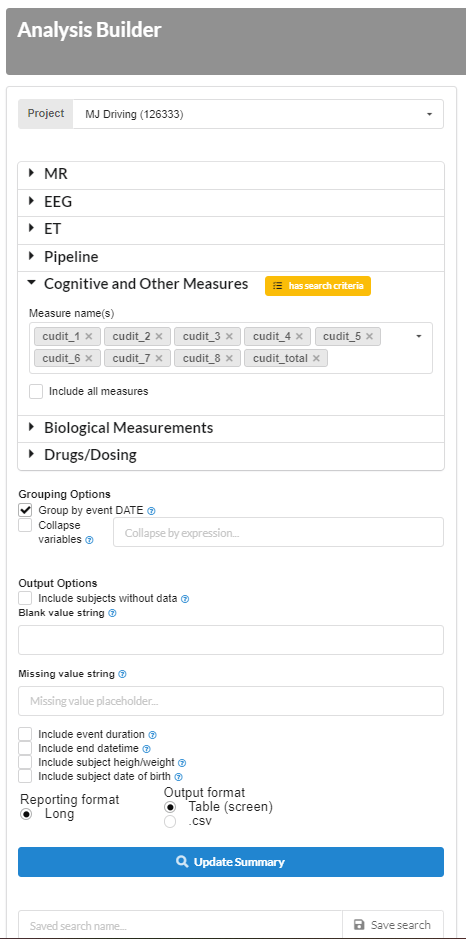 Analysis Builder
Project MJ Driving (126333)
MR
EEG
ET
Pipeline
Cognitive and Other Measures has search criteria
Measure name(s)
cudit_1 × cudit_2 × cudit_3 × cudit_4 × cudit_5 ×
cudit_6 × cudit_7 × cudit_8 × cudit_total ×
Include all measures
Biological Measurements
Drugs/Dosing
Grouping Options
Group by event DATE ?
Collapse
variables ? Collapse by expression...
Output Options
Include subjects without data ?
Blank value string ?
Missing value string ?
Missing value placeholder...
Include event duration ?
Include end datetime ?
Include subject heigh/weight ?
Include subject date of birth ?
Reporting format
Long
Output format
Table (screen)
.csv
Update Summary
Saved search name... Save search